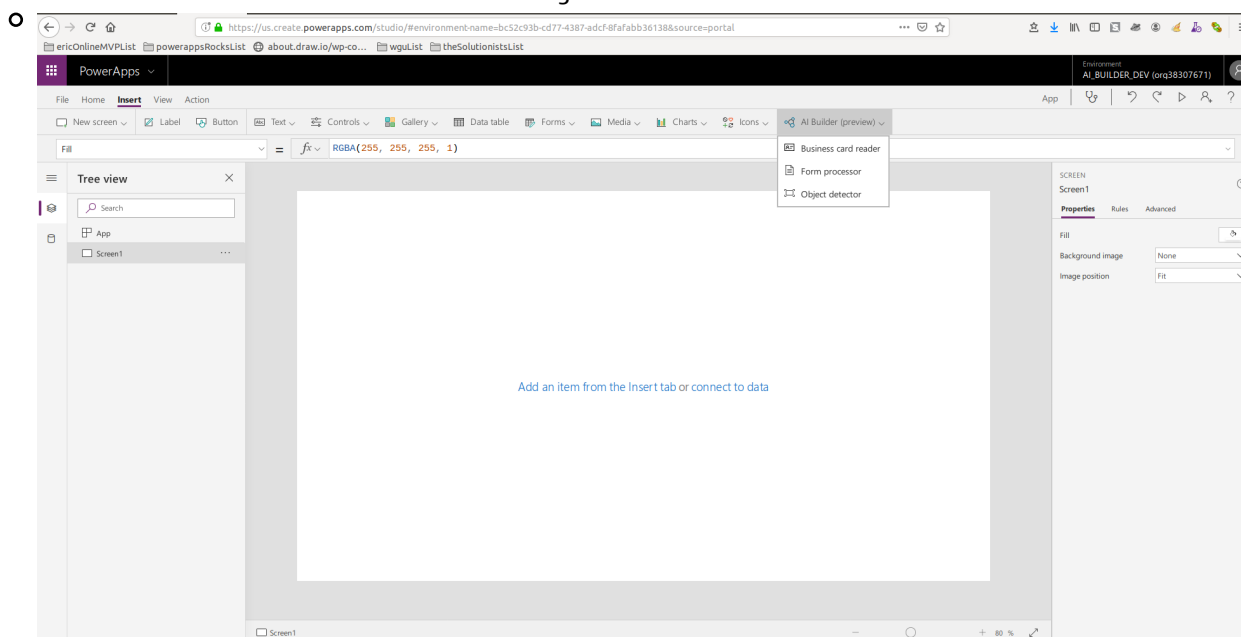 https://us.create.powerapps.com/studio/#environment-name=bc52c93b-cd77-4387-adcf-8fafabb36138&source=portal
ericOnlineMVPList powerappsRocksList about.draw.io/wp-co... wguList theSolutionistsList
PowerApps
Environment
AI_BUILDER_DEV (orq38307671)
File Home Insert View Action App
New screen Label Button Abc Text Controls Gallery Data table Forms Media Charts Icons AI Builder (preview)
Fill = fx RGBA(255, 255, 255, 1)
Business card reader
Form processor
Object detector
Tree view
Search
App
Screen1 ...
Add an item from the Insert tab or connect to data
SCREEN
Screen1
Properties Rules Advanced
Fill
Background image None
Image position Fit
Screen1 − + 80 %